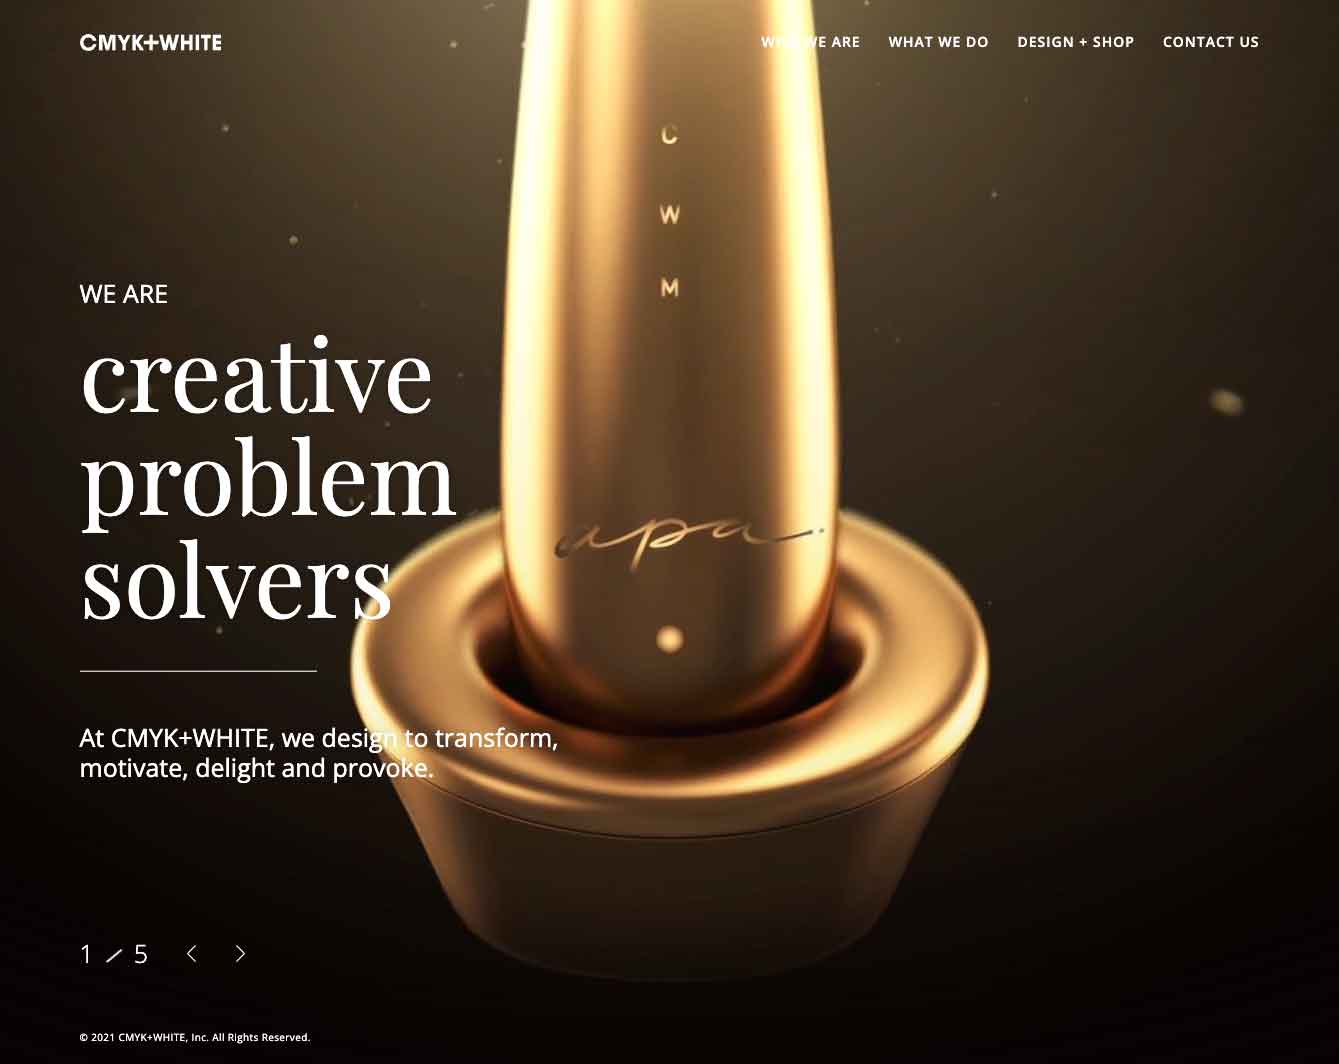 CMYK+WHITE
WHO WE ARE
WHAT WE DO
DESIGN + SHOP
CONTACT US
C
W
M
WE ARE
creative
problem
solvers
apa.
At CMYK+WHITE, we design to transform,
motivate, delight and provoke.
1 / 5
© 2021 CMYK+WHITE, Inc. All Rights Reserved.